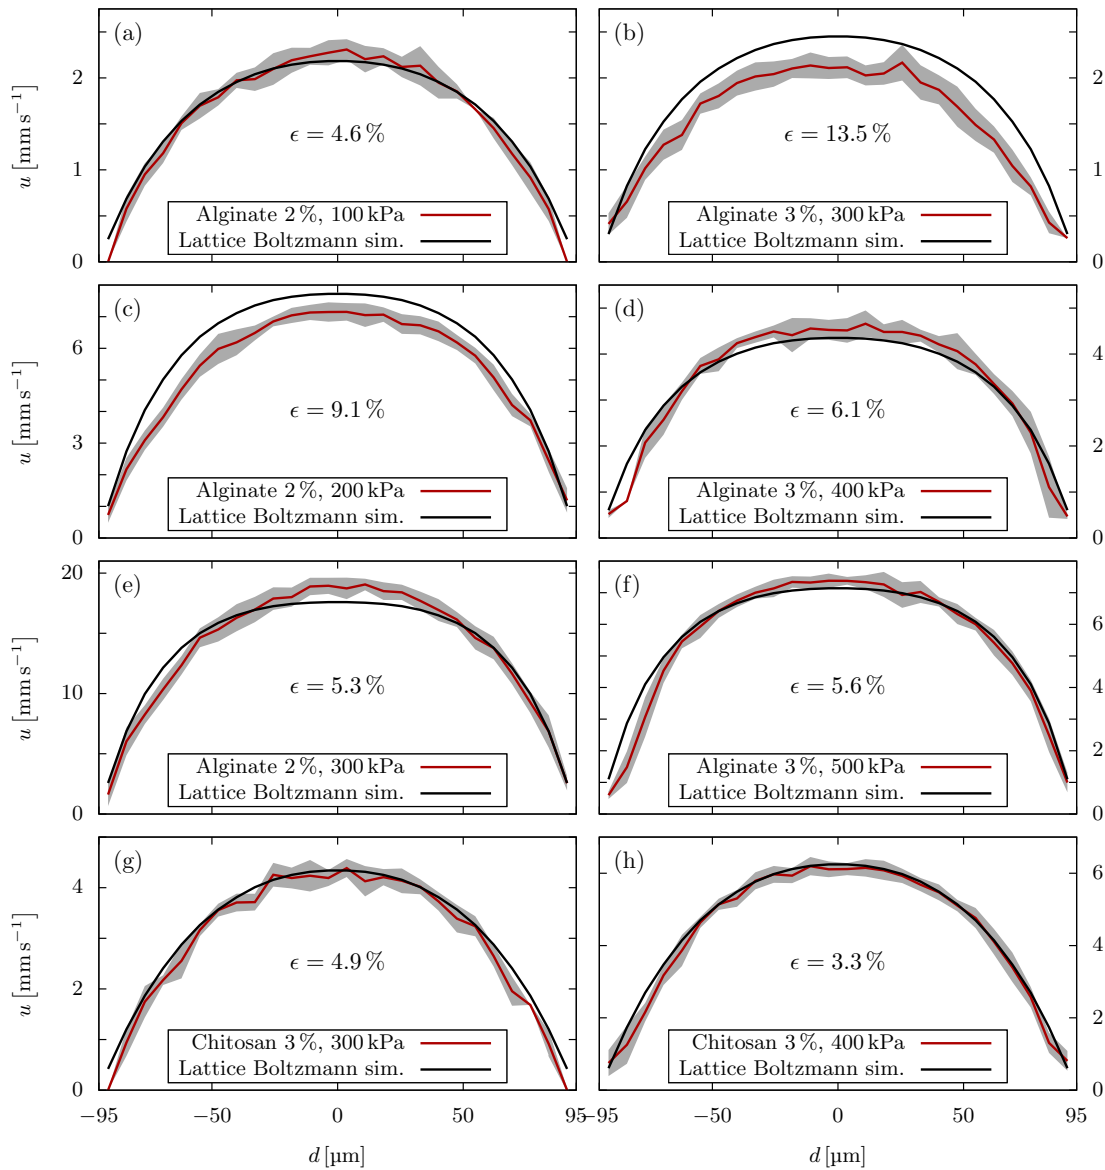 (a)
u [mm s⁻¹]
2
1
0
ϵ = 4.6 %
Alginate 2 %, 100 kPa
Lattice Boltzmann sim.
(b)
2
1
0
ϵ = 13.5 %
Alginate 3 %, 300 kPa
Lattice Boltzmann sim.
(c)
u [mm s⁻¹]
6
3
0
ϵ = 9.1 %
Alginate 2 %, 200 kPa
Lattice Boltzmann sim.
(d)
4
2
0
ϵ = 6.1 %
Alginate 3 %, 400 kPa
Lattice Boltzmann sim.
(e)
u [mm s⁻¹]
20
10
0
ϵ = 5.3 %
Alginate 2 %, 300 kPa
Lattice Boltzmann sim.
(f)
6
4
2
0
ϵ = 5.6 %
Alginate 3 %, 500 kPa
Lattice Boltzmann sim.
(g)
u [mm s⁻¹]
4
2
0
ϵ = 4.9 %
Chitosan 3 %, 300 kPa
Lattice Boltzmann sim.
−95 −50 0 50 95
d [µm]
(h)
6
4
2
0
ϵ = 3.3 %
Chitosan 3 %, 400 kPa
Lattice Boltzmann sim.
−95 −50 0 50 95
d [µm]